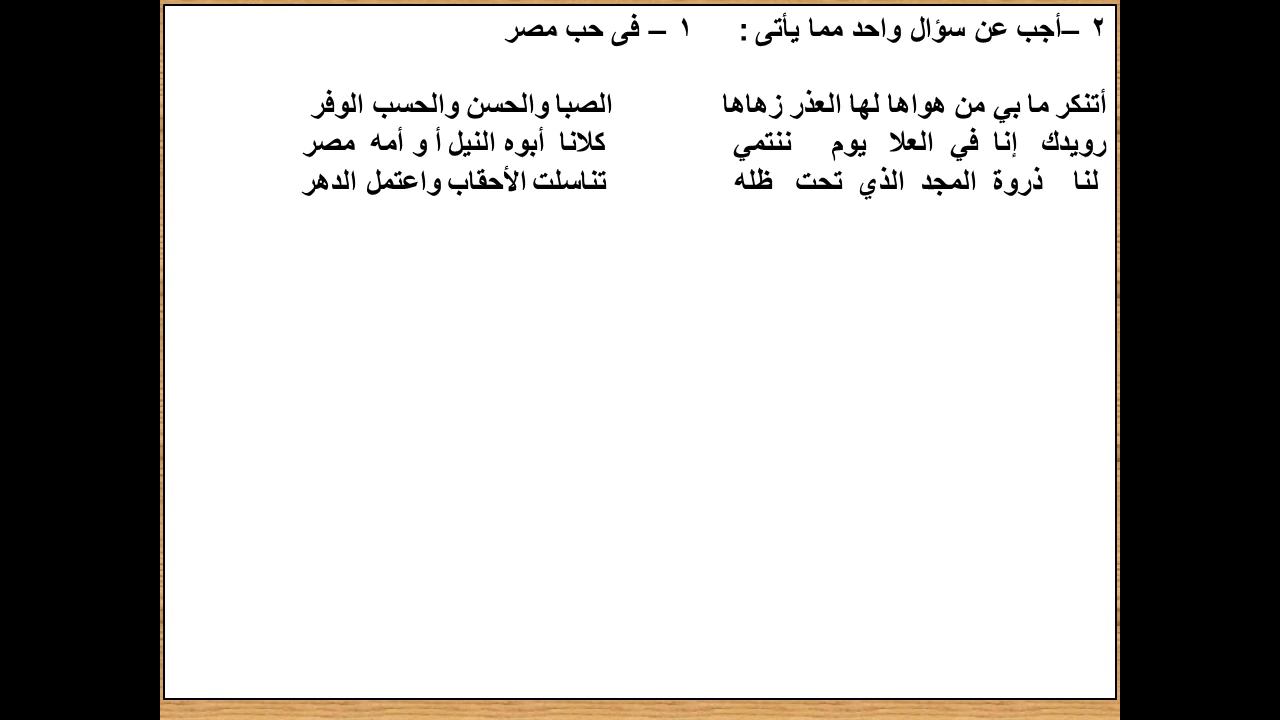 ٢ –أجب عن سؤال واحد مما يأتى : ١ – فى حب مصر
أتنكر ما بي من هواها لها العذر زهاها الصبا والحسن والحسب الوفر
رويدك إنا في العلا يوم ننتمي كلانا أبوه النيل أ و أمه مصر
لنا ذروة المجد الذي تحت ظله تناسلت الأحقاب واعتمل الدهر